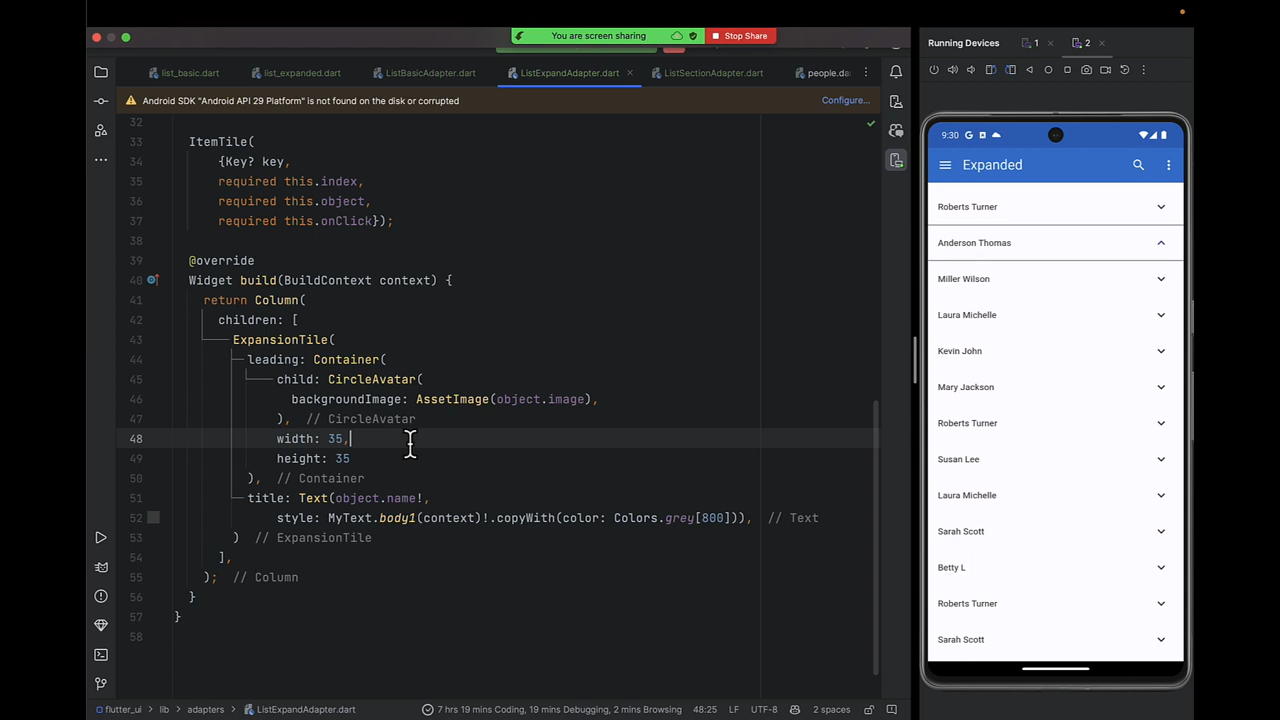 You are screen sharing
Stop Share
list_basic.dart
list_expanded.dart
ListBasicAdapter.dart
ListExpandAdapter.dart
ListSectionAdapter.dart
people.da
Android SDK "Android API 29 Platform" is not found on the disk or corrupted
Configure...
32
33 ItemTile(
34 {Key? key,
35 required this.index,
36 required this.object,
37 required this.onClick});
38
39 @override
40 Widget build(BuildContext context) {
41 return Column(
42 children: [
43 ExpansionTile(
44 leading: Container(
45 child: CircleAvatar(
46 backgroundImage: AssetImage(object.image),
47 ), // CircleAvatar
48 width: 35,
49 height: 35
50 ), // Container
51 title: Text(object.name!,
52 style: MyText.body1(context)!.copyWith(color: Colors.grey[800])), // Text
53 ) // ExpansionTile
54 ],
55 ); // Column
56 }
57 }
58
flutter_ui
lib
adapters
ListExpandAdapter.dart
7 hrs 19 mins Coding, 19 mins Debugging, 2 mins Browsing
48:25
LF
UTF-8
2 spaces
Running Devices
1
2
9:30
Expanded
Roberts Turner
Anderson Thomas
Miller Wilson
Laura Michelle
Kevin John
Mary Jackson
Roberts Turner
Susan Lee
Laura Michelle
Sarah Scott
Betty L
Roberts Turner
Sarah Scott